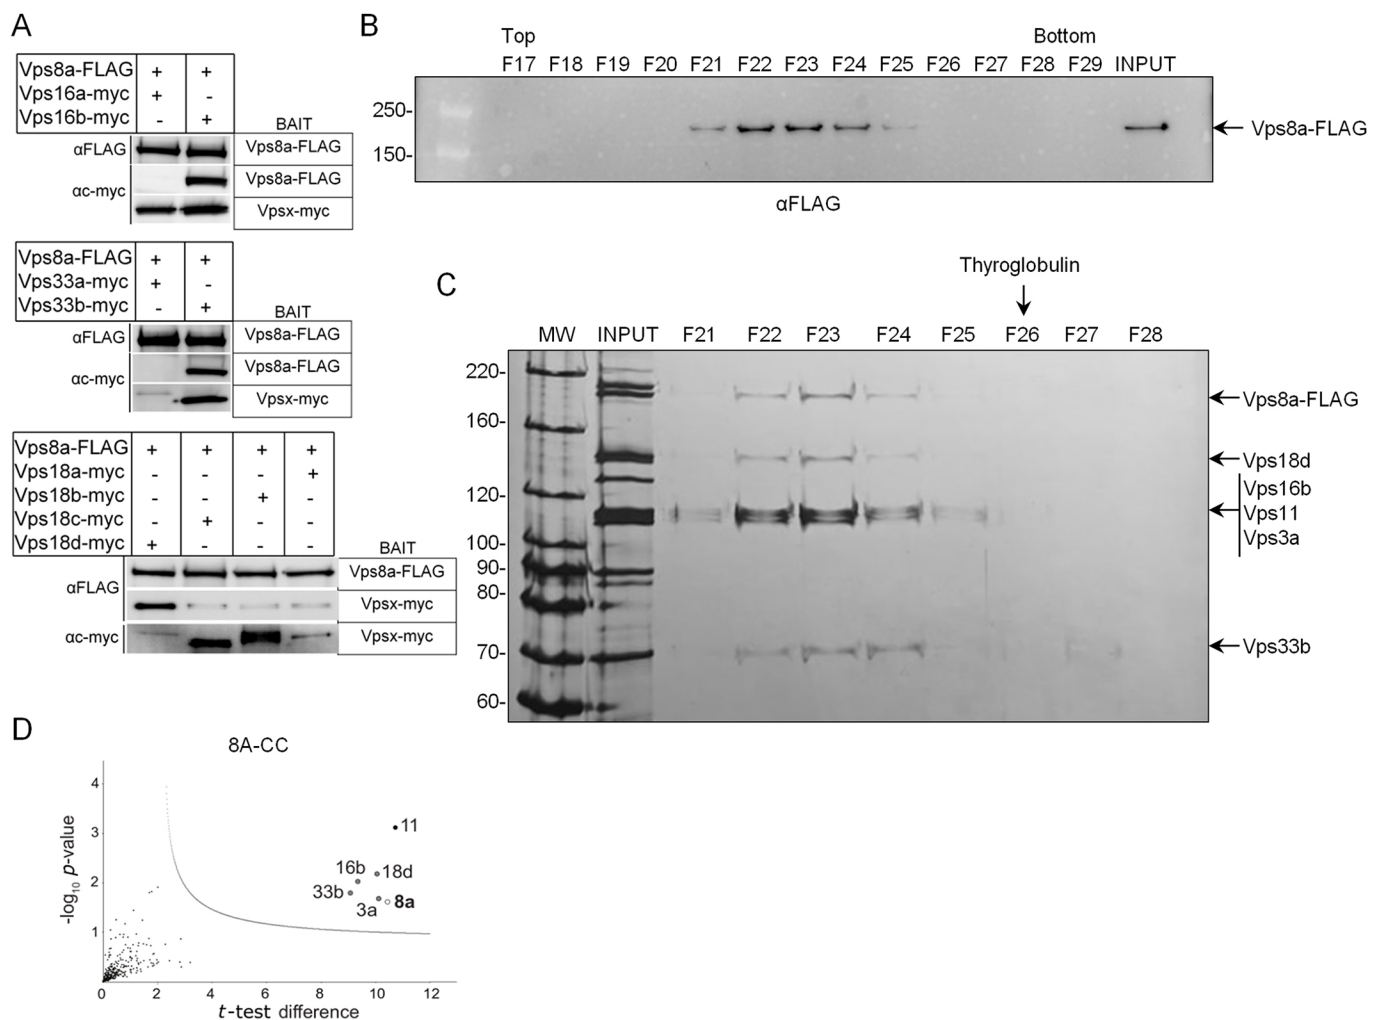 A
Vps8a-FLAG + +
Vps16a-myc + -
Vps16b-myc - +
BAIT
αFLAG Vps8a-FLAG
αc-myc Vps8a-FLAG
Vpsx-myc
Vps8a-FLAG + +
Vps33a-myc + -
Vps33b-myc - +
BAIT
αFLAG Vps8a-FLAG
αc-myc Vps8a-FLAG
Vpsx-myc
Vps8a-FLAG + + + +
Vps18a-myc - - - +
Vps18b-myc - - + -
Vps18c-myc - + - -
Vps18d-myc + - - -
BAIT
αFLAG Vps8a-FLAG
Vpsx-myc
αc-myc Vpsx-myc
B
Top Bottom
F17 F18 F19 F20 F21 F22 F23 F24 F25 F26 F27 F28 F29 INPUT
250-
Vps8a-FLAG
150-
αFLAG
C
Thyroglobulin
MW INPUT F21 F22 F23 F24 F25 F26 F27 F28
220-
Vps8a-FLAG
160-
Vps18d
120-
Vps16b
Vps11
Vps3a
100-
90-
80-
70-
Vps33b
60-
D
8A-CC
4
3
2
1
0 2 4 6 8 10 12
-log10 p-value
t-test difference
11
16b
18d
33b
3a
8a